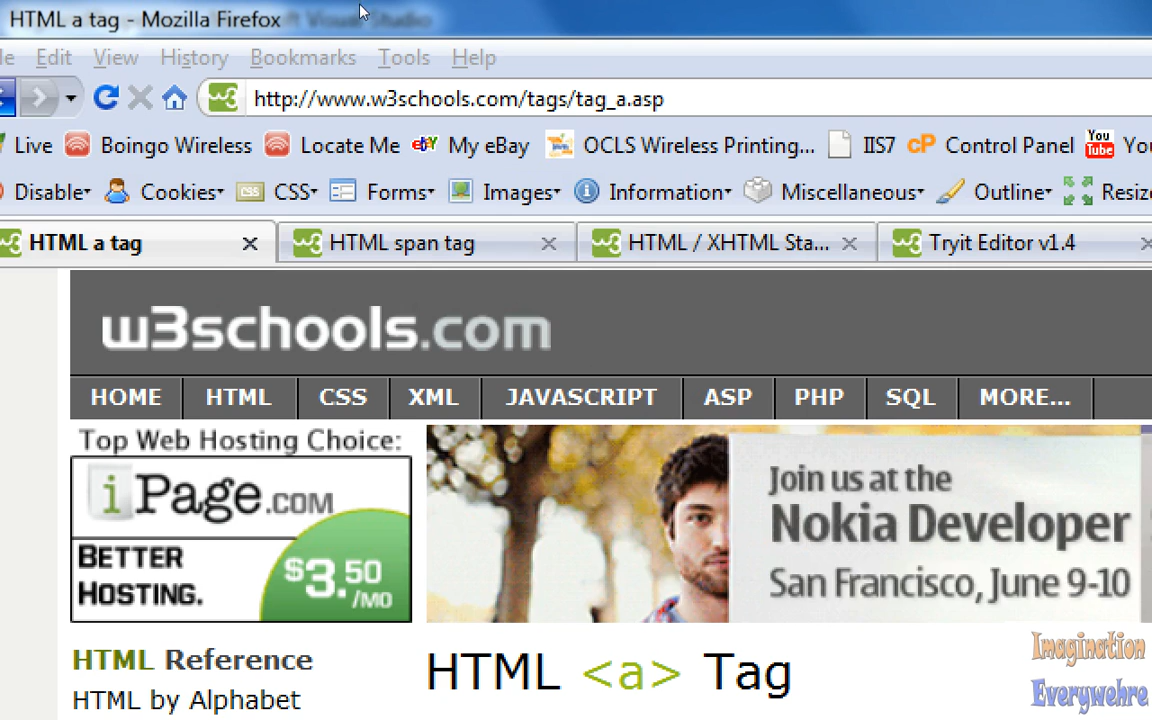 HTML a tag - Mozilla Firefox
Edit View History Bookmarks Tools Help
http://www.w3schools.com/tags/tag_a.asp
Live Boingo Wireless Locate Me My eBay OCLS Wireless Printing... IIS7 cP Control Panel You Tube
Disable Cookies CSS Forms Images Information Miscellaneous Outline
HTML a tag HTML span tag HTML / XHTML Sta... Tryit Editor v1.4
w3schools.com
HOME HTML CSS XML JAVASCRIPT ASP PHP SQL MORE...
Top Web Hosting Choice:
iPage.COM
BETTER
HOSTING.
$3.50
/MO
Join us at the
Nokia Developer
San Francisco, June 9-10
HTML Reference
HTML by Alphabet
HTML <a> Tag
Imagination
Everywehre